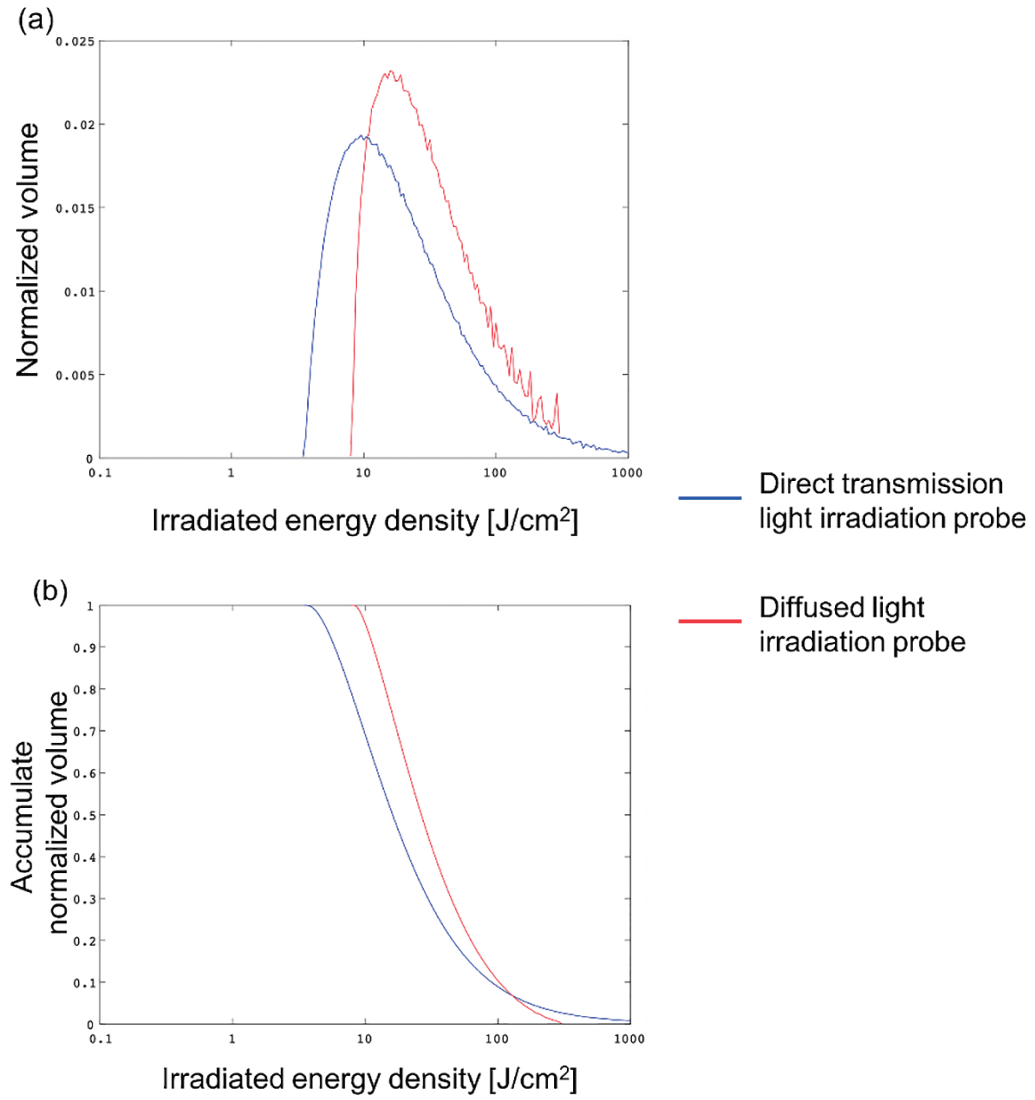 (a)
0.025
0.02
0.015
0.01
0.005
0
0.1
1
10
100
1000
Normalized volume
Irradiated energy density [J/cm²]
Direct transmission
light irradiation probe
Diffused light
irradiation probe
(b)
1
0.9
0.8
0.7
0.6
0.5
0.4
0.3
0.2
0.1
0
0.1
1
10
100
1000
Accumulate
normalized volume
Irradiated energy density [J/cm²]